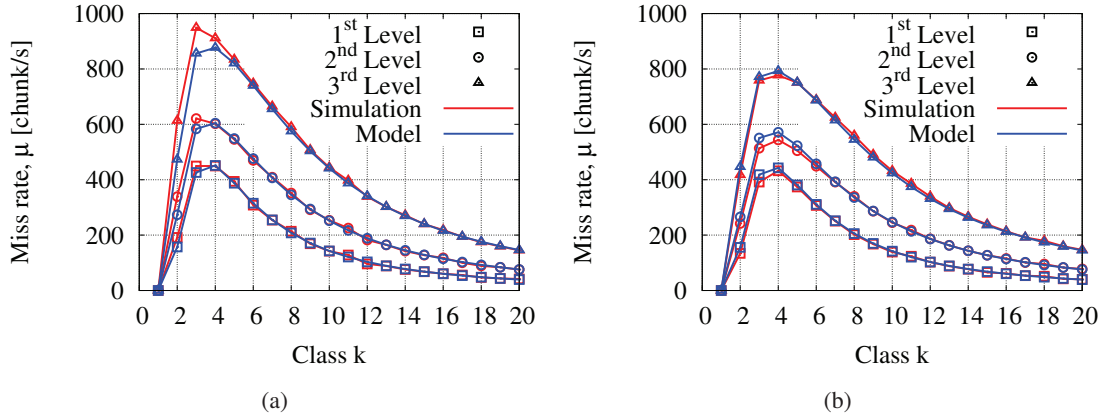 1000
800
600
400
200
0
Miss rate, μ [chunk/s]
1st Level
2nd Level
3rd Level
Simulation
Model
0 2 4 6 8 10 12 14 16 18 20
Class k
(a)
1000
800
600
400
200
0
Miss rate, μ [chunk/s]
1st Level
2nd Level
3rd Level
Simulation
Model
0 2 4 6 8 10 12 14 16 18 20
Class k
(b)